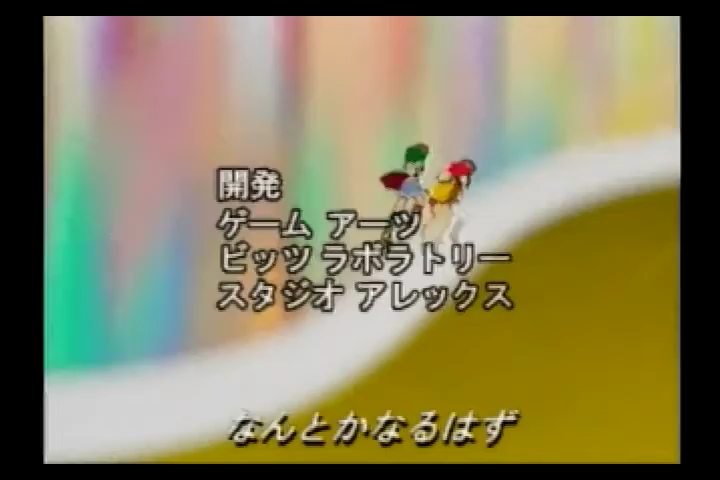 開発
ゲーム アーツ
ビッツ ラボラトリー
スタジオ アレックス
なんとかなるはず